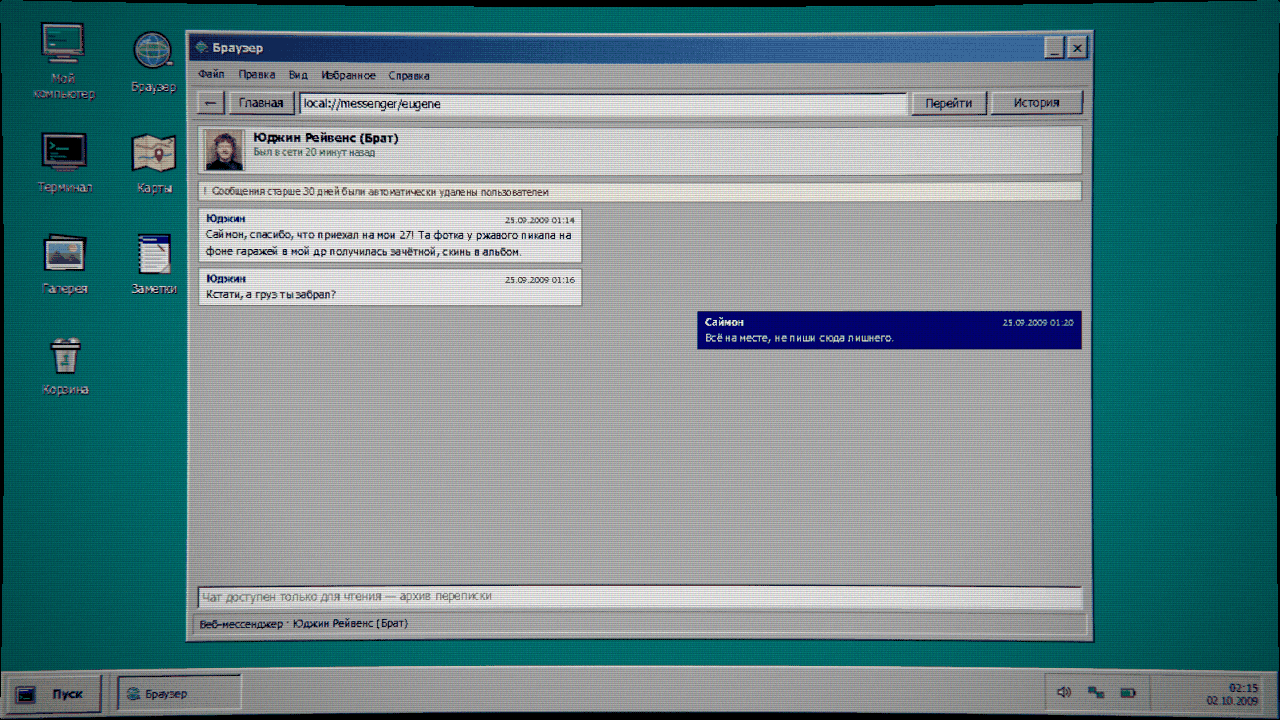 Мой компьютер
Браузер
Терминал
Карты
Галерея
Заметки
Корзина
Браузер
Файл Правка Вид Избранное Справка
← Главная local://messenger/eugene Перейти История
Юджин Рейвенс (Брат)
Был в сети 20 минут назад
! Сообщения старше 30 дней были автоматически удалены пользователем
Юджин 25.09.2009 01:14
Саймон, спасибо, что приехал на мои 27! Та фотка у ржавого пикапа на
фоне гаражей в мой др получилась зачётной, скинь в альбом.
Юджин 25.09.2009 01:16
Кстати, а груз ты забрал?
Саймон 25.09.2009 01:20
Всё на месте, не пиши сюда лишнего.
Чат доступен только для чтения — архив переписки
Веб-мессенджер · Юджин Рейвенс (Брат)
Пуск Браузер 02:15
02.10.2009